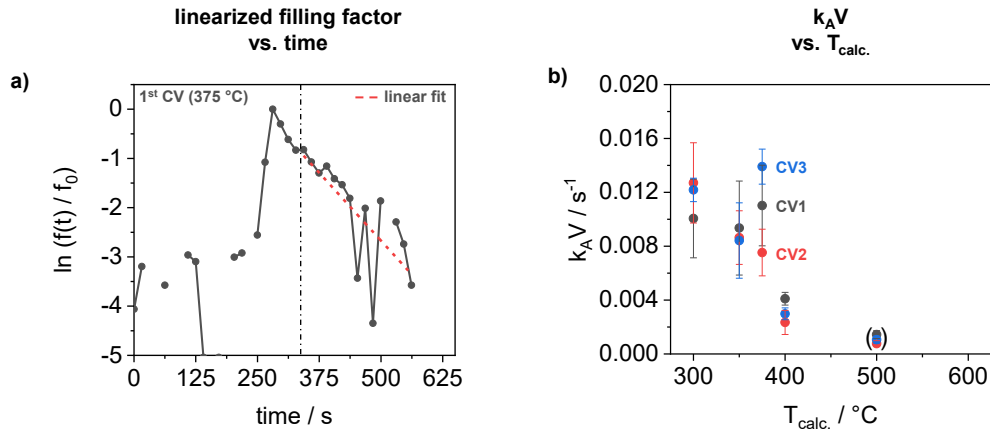 linearized filling factor
vs. time
a)
1st CV (375 °C)
linear fit
ln (f(t) / f0)
0
-1
-2
-3
-4
-5
0 125 250 375 500 625
time / s
kAV
vs. Tcalc.
b)
kAV / s-1
0.020
0.016
0.012
0.008
0.004
0.000
CV3
CV1
CV2
( )
300 400 500 600
Tcalc. / °C